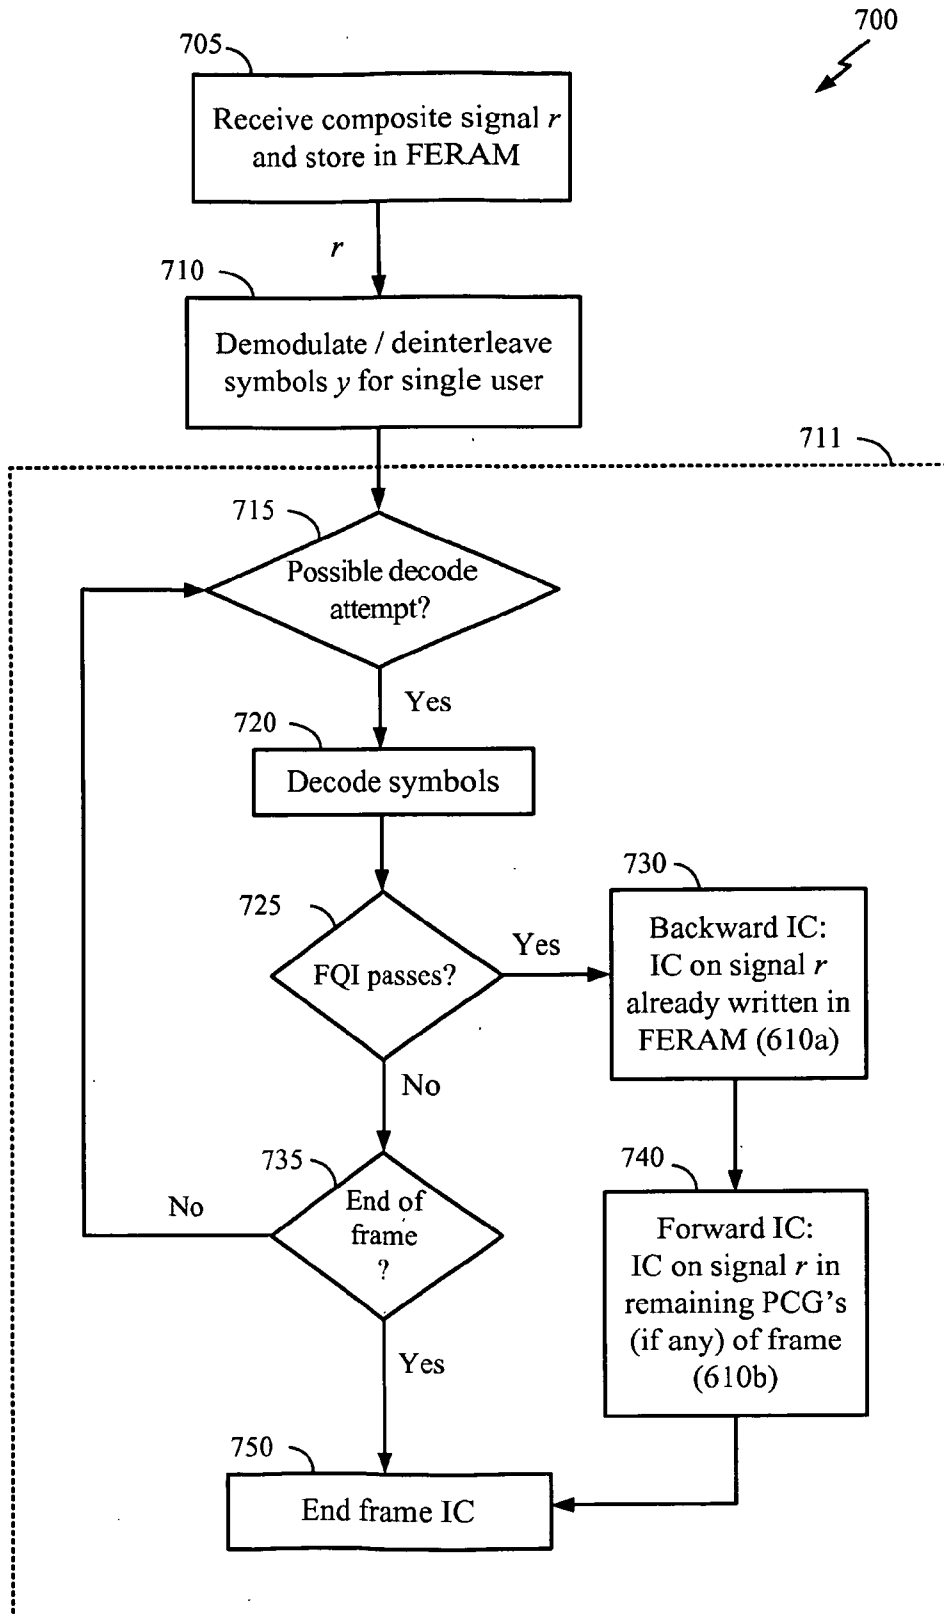 700
705
Receive composite signal r
and store in FERAM
r
710
Demodulate / deinterleave
symbols y for single user
711
715
Possible decode
attempt?
Yes
720
Decode symbols
725
FQI passes?
Yes
730
Backward IC:
IC on signal r
already written in
FERAM (610a)
No
735
End of
frame
?
No
740
Forward IC:
IC on signal r in
remaining PCG's
(if any) of frame
(610b)
Yes
750
End frame IC